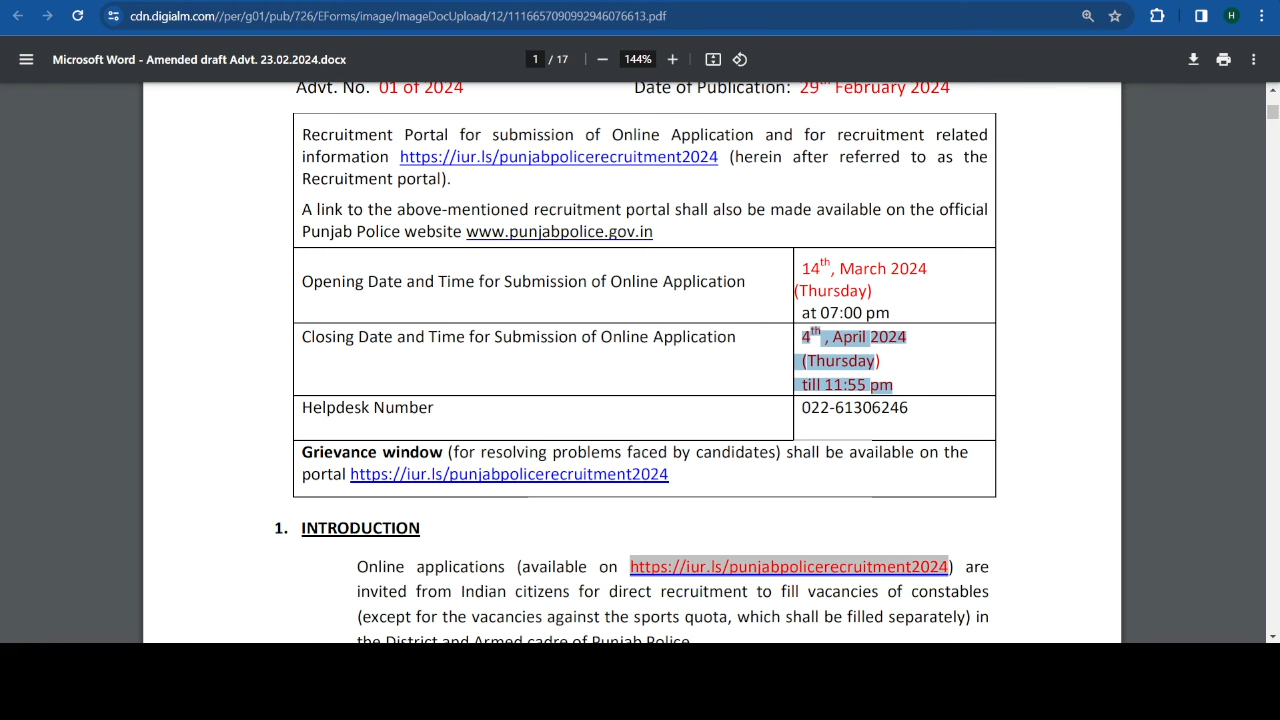 cdn.digialm.com//per/g01/pub/726/EForms/image/ImageDocUpload/12/1116657090992946076613.pdf
H
Microsoft Word - Amended draft Advt. 23.02.2024.docx
1 / 17
144%
Advt. No. 01 of 2024 Date of Publication: 29th February 2024
Recruitment Portal for submission of Online Application and for recruitment related
information https://iur.ls/punjabpolicerecruitment2024 (herein after referred to as the
Recruitment portal).
A link to the above-mentioned recruitment portal shall also be made available on the official
Punjab Police website www.punjabpolice.gov.in
Opening Date and Time for Submission of Online Application
14th, March 2024
(Thursday)
at 07:00 pm
Closing Date and Time for Submission of Online Application
4th , April 2024
(Thursday)
till 11:55 pm
Helpdesk Number
022-61306246
Grievance window (for resolving problems faced by candidates) shall be available on the
portal https://iur.ls/punjabpolicerecruitment2024
1. INTRODUCTION
Online applications (available on https://iur.ls/punjabpolicerecruitment2024) are
invited from Indian citizens for direct recruitment to fill vacancies of constables
(except for the vacancies against the sports quota, which shall be filled separately) in
the District and Armed cadre of Punjab Police